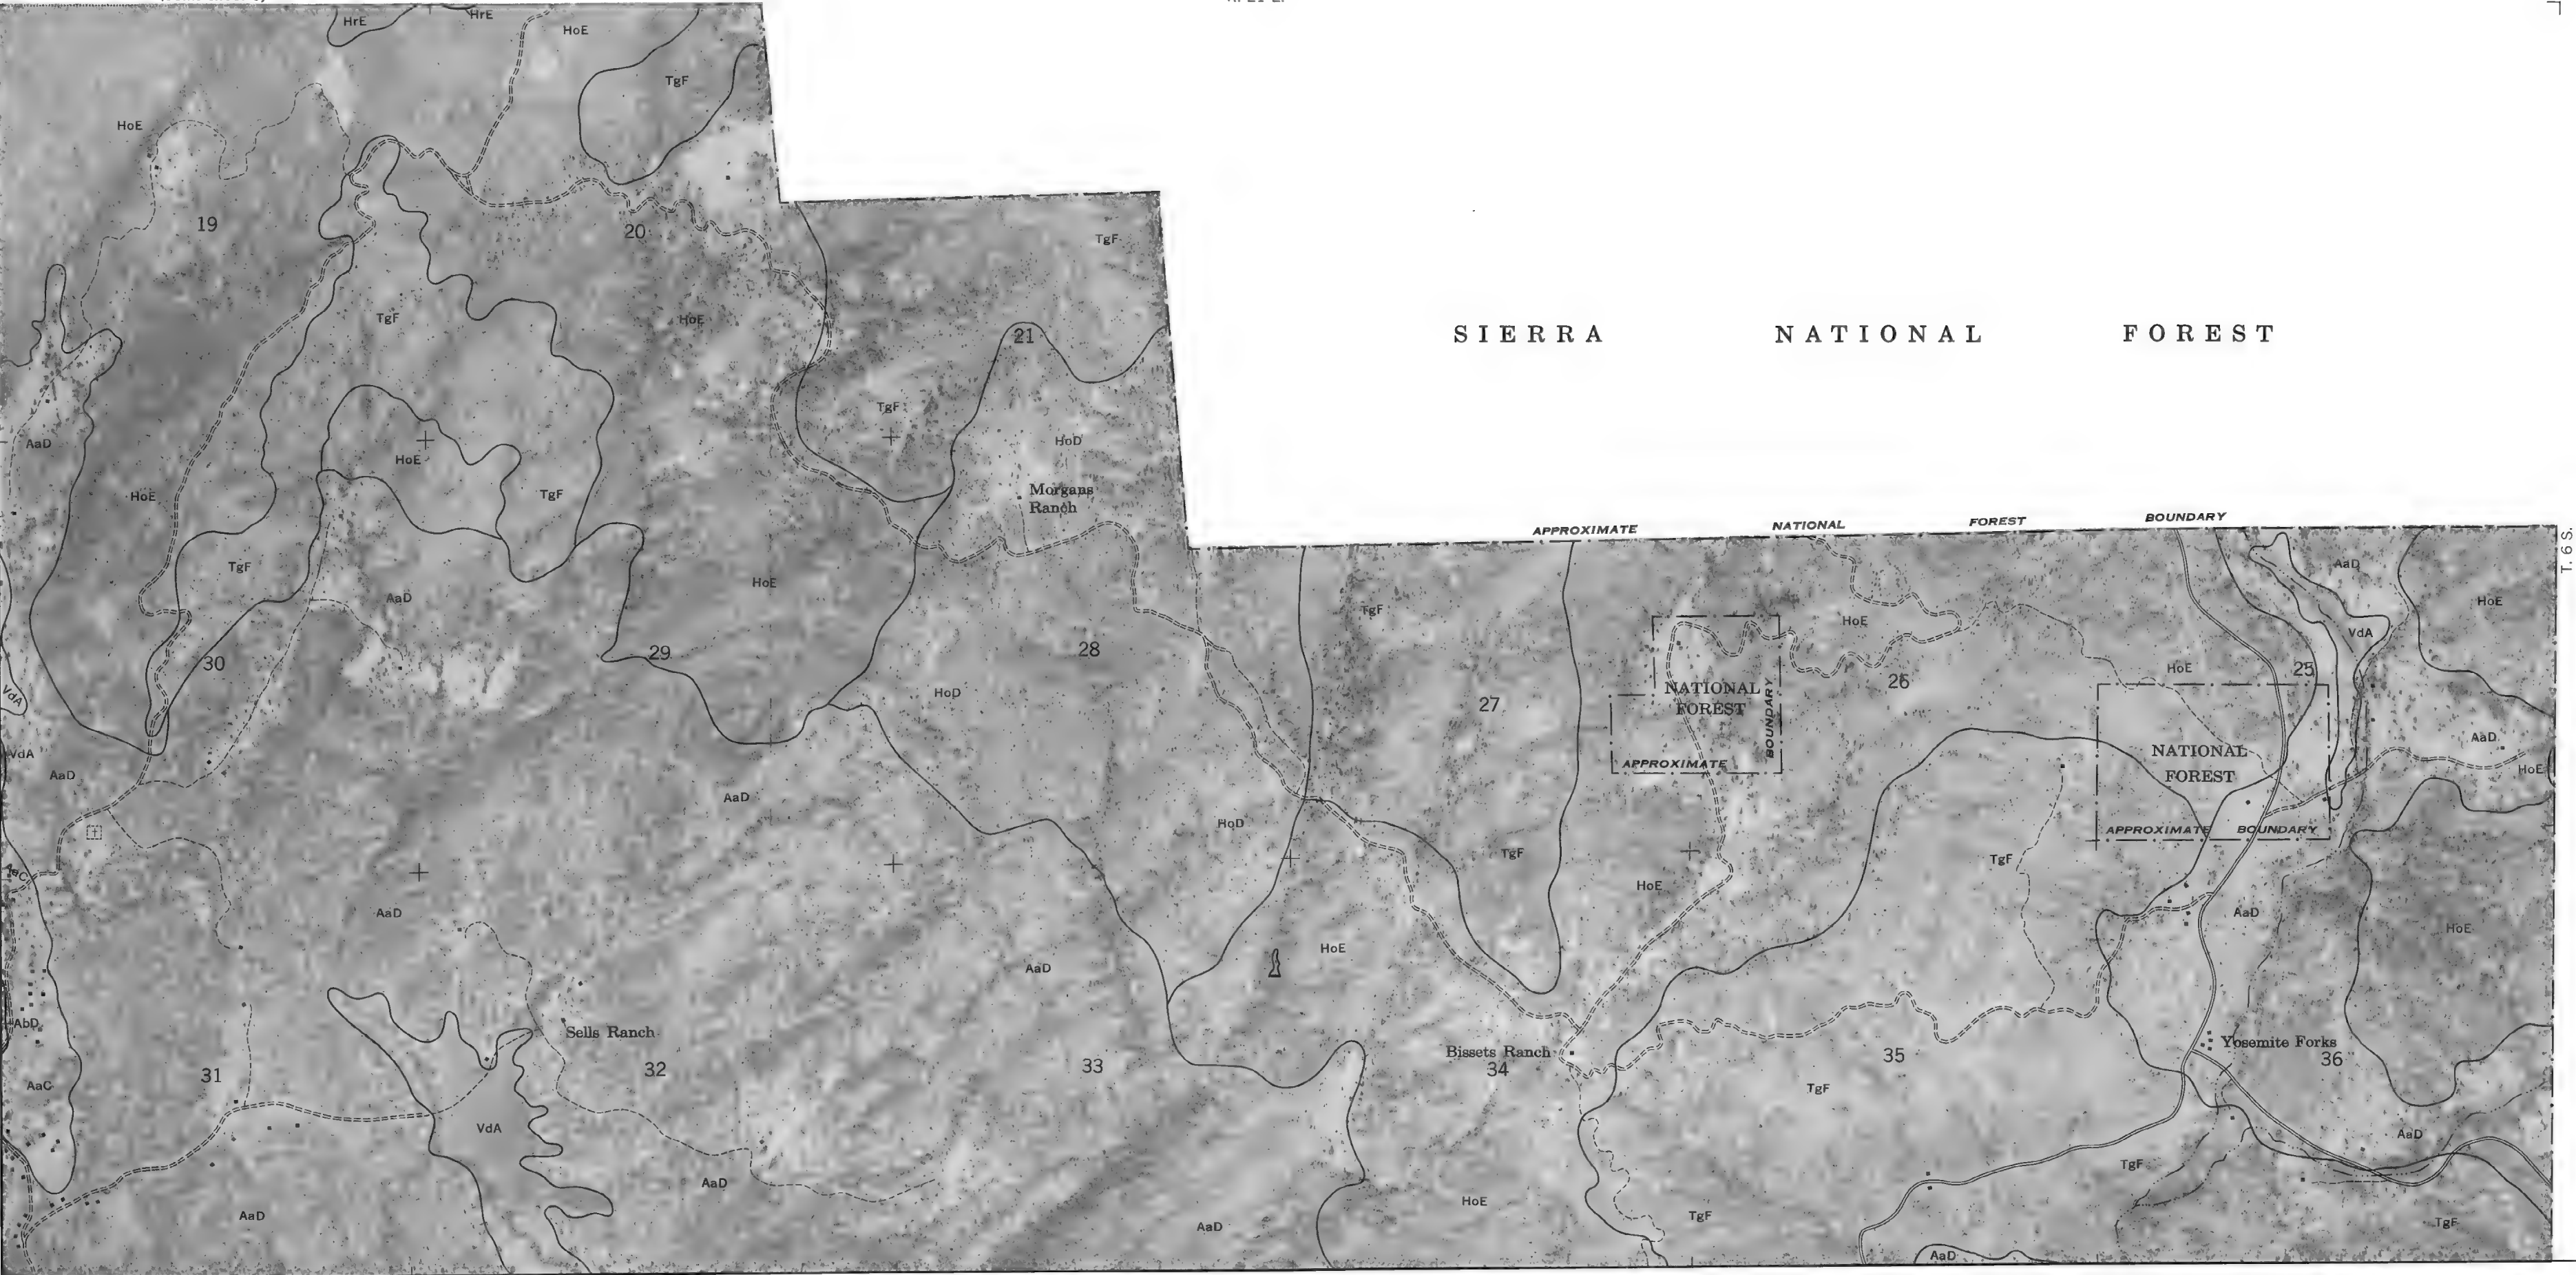 HrE
HrE
HoE
TgF
HoE
19
20
TgF
TgF
HoE
21
SIERRA NATIONAL FOREST
TgF
AaD
HoD
HoE
HoE
TgF
Morgans
Ranch
APPROXIMATE NATIONAL FOREST BOUNDARY
T. 6 S.
TgF
AaD
HoE
TgF
HoE
AaD
HoE
VdA
30
29
28
HoE
25
26
27
HoD
NATIONAL
FOREST
BOUNDARY
APPROXIMATE
VdA
VdA
AaD
AaD
NATIONAL
FOREST
AaD
HoE
HoD
APPROXIMATE BOUNDARY
TgF
TgF
HoE
AaD
AaD
HoE
AaD
HoE
AbD
Sells Ranch
Yosemite Forks
Bissets Ranch
36
35
34
33
32
31
AaC
TgF
VdA
AaD
TgF
AaD
HoE
AaD
AaD
TgF
TgF
AaD